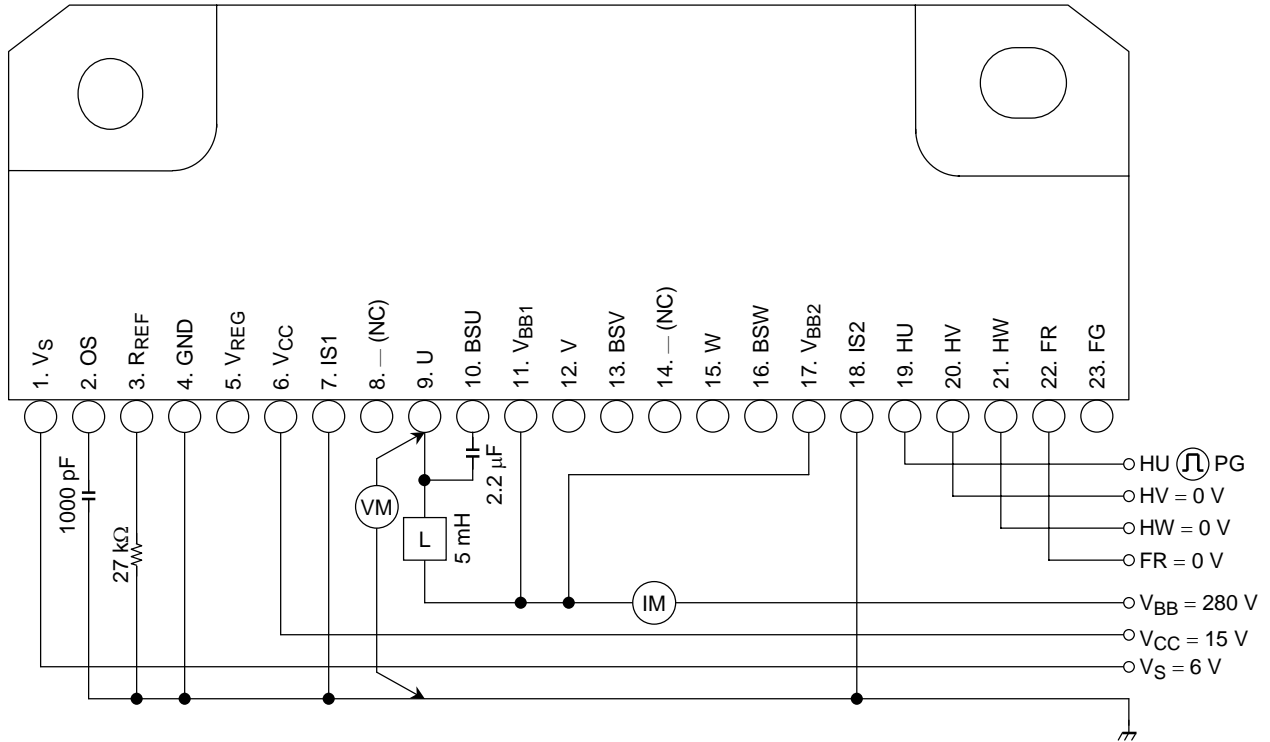 1. VS
2. OS
3. RREF
4. GND
5. VREG
6. VCC
7. IS1
8. — (NC)
9. U
10. BSU
11. VBB1
12. V
13. BSV
14. — (NC)
15. W
16. BSW
17. VBB2
18. IS2
19. HU
20. HV
21. HW
22. FR
23. FG
1000 pF
27 kΩ
VM
2.2 μF
L
5 mH
IM
HU PG
HV = 0 V
HW = 0 V
FR = 0 V
VBB = 280 V
VCC = 15 V
VS = 6 V